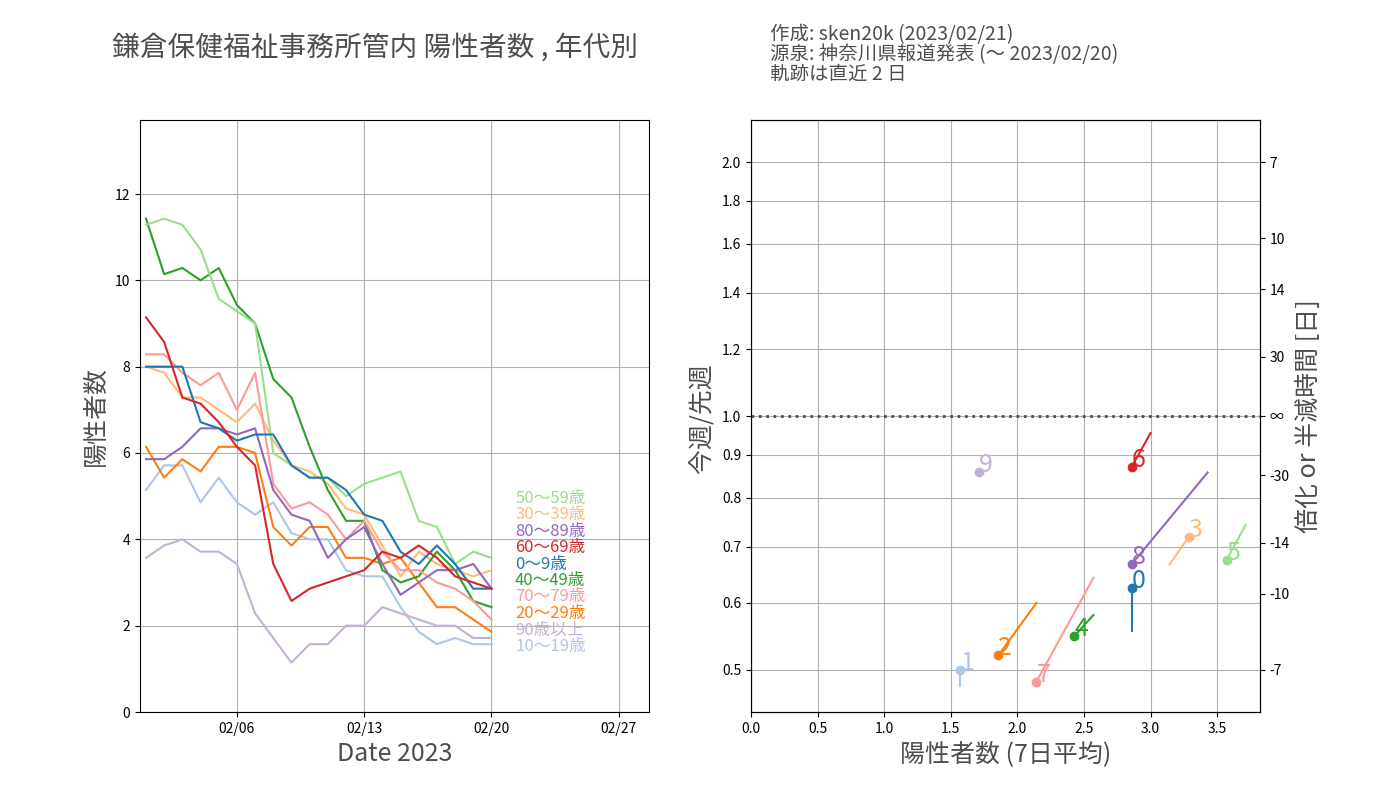 鎌倉保健福祉事務所管内 陽性者数 , 年代別
作成: sken20k (2023/02/21)
源泉: 神奈川県報道発表 (〜 2023/02/20)
軌跡は直近 2 日
陽性者数
12
10
8
6
4
2
0
02/06
02/13
02/20
02/27
Date 2023
50〜59歳
30〜39歳
80〜89歳
60〜69歳
0〜9歳
40〜49歳
70〜79歳
20〜29歳
90歳以上
10〜19歳
今週/先週
2.0
1.8
1.6
1.4
1.2
1.0
0.9
0.8
0.7
0.6
0.5
0.0
0.5
1.0
1.5
2.0
2.5
3.0
3.5
陽性者数 (7日平均)
7
10
14
30
∞
-30
-14
-10
-7
倍化 or 半減時間 [日]
9
6
3
5
8
0
4
2
1
7